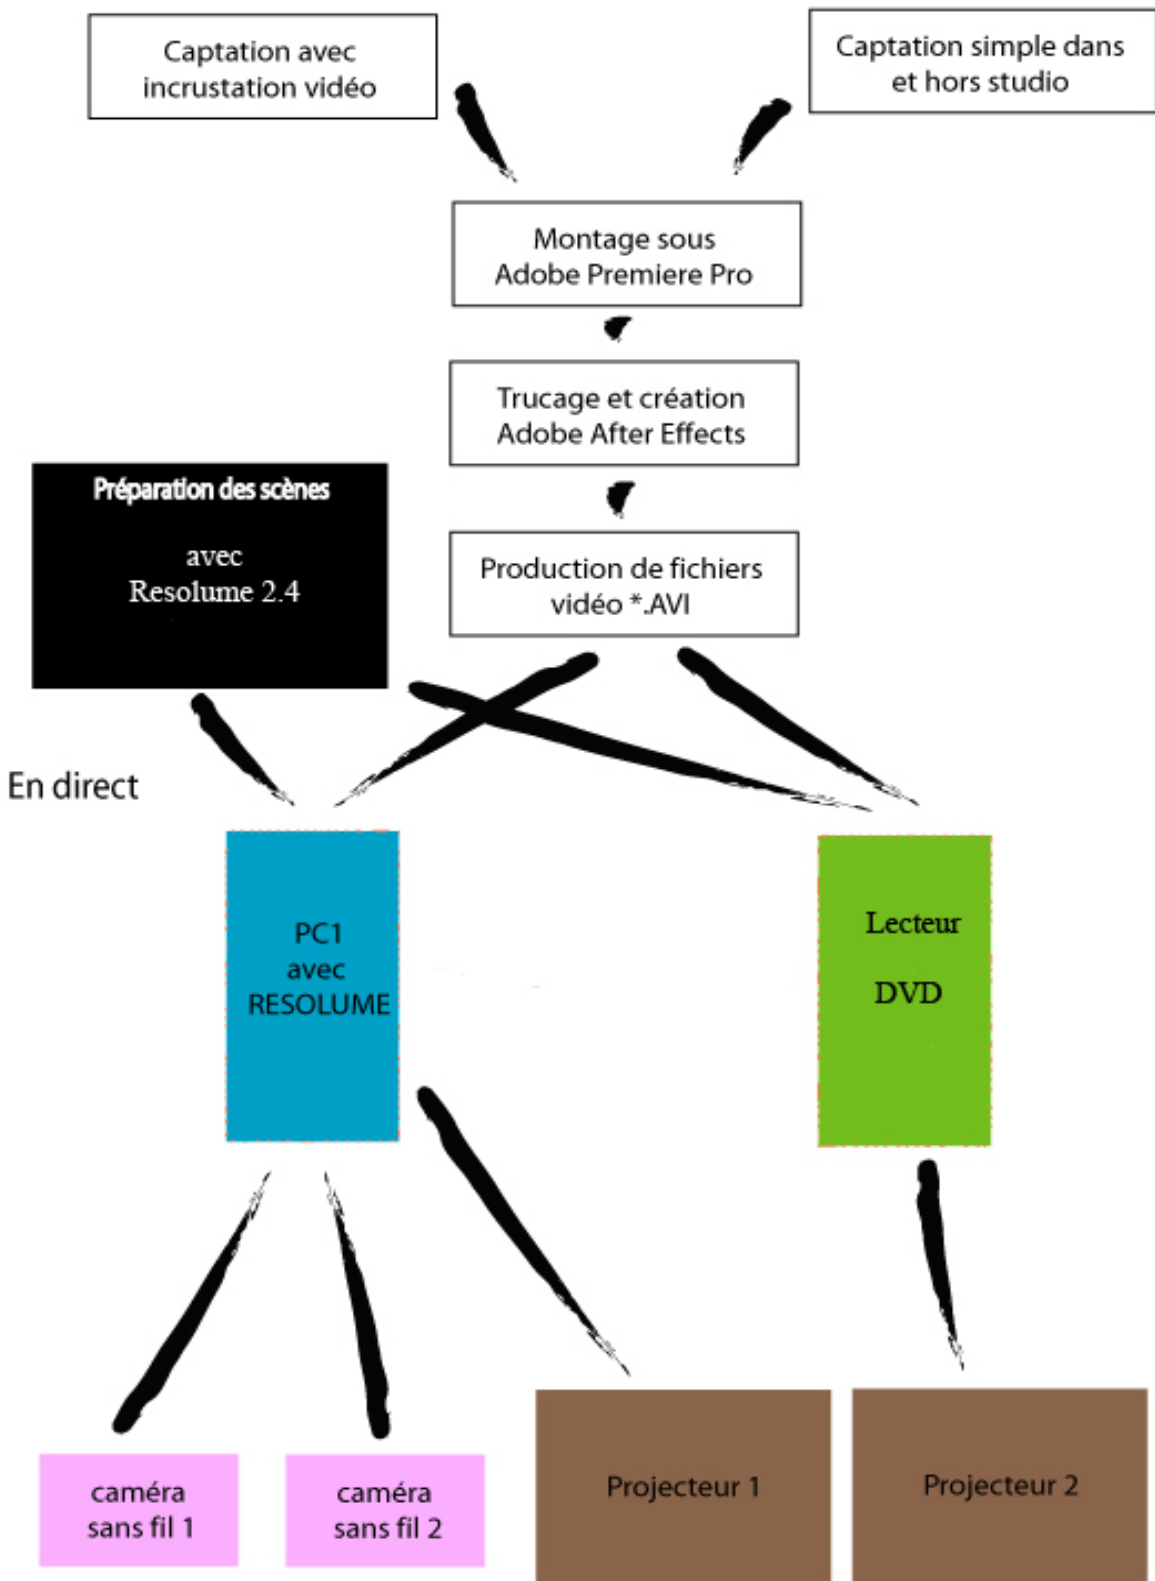 Captation avec
incrustation vidéo
Captation simple dans
et hors studio
Montage sous
Adobe Premiere Pro
Trucage et création
Adobe After Effects
Préparation des scènes
avec
Resolume 2.4
Production de fichiers
vidéo *.AVI
En direct
PC1
avec
RESOLUME
Lecteur
DVD
caméra
sans fil 1
caméra
sans fil 2
Projecteur 1
Projecteur 2